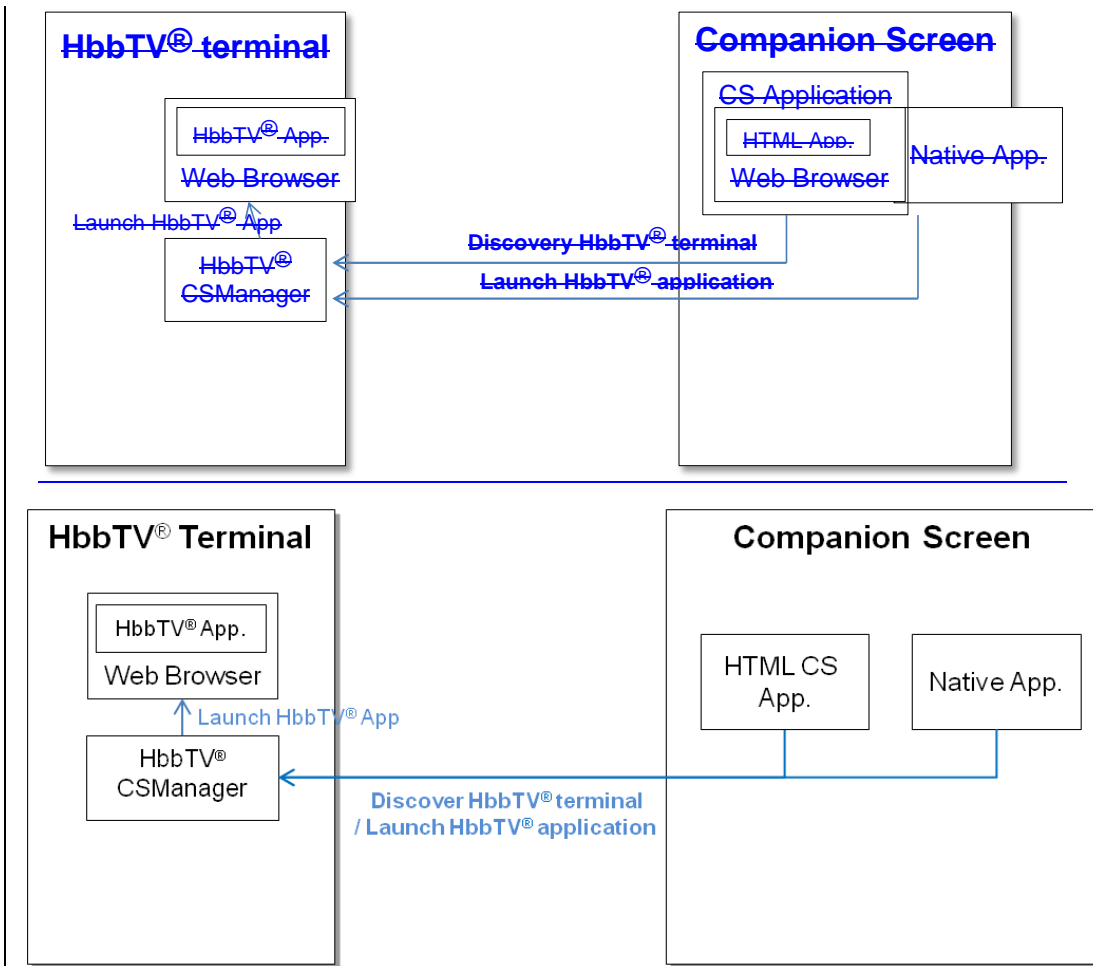 HbbTV® terminal
Companion Screen
CS Application
HbbTV® App.
HTML App.
Native App.
Web Browser
Web Browser
Launch HbbTV® App
Discovery HbbTV® terminal
HbbTV®
CSManager
Launch HbbTV® application
HbbTV® Terminal
Companion Screen
HbbTV® App.
Web Browser
HTML CS
App.
Native App.
Launch HbbTV® App
HbbTV®
CSManager
Discover HbbTV® terminal
/ Launch HbbTV® application